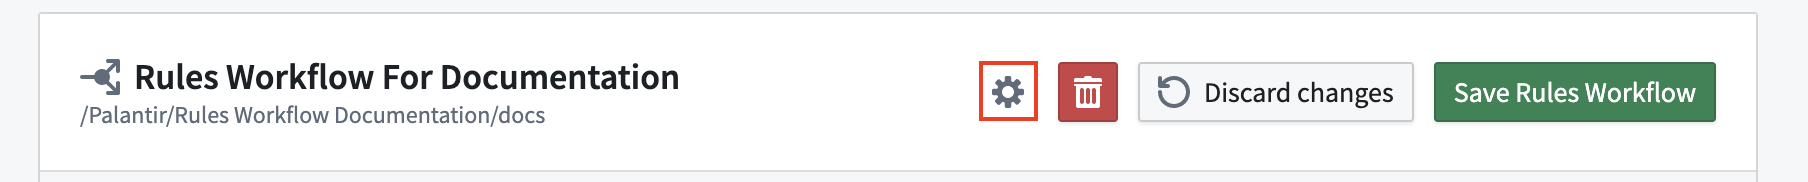 Rules Workflow For Documentation
/Palantir/Rules Workflow Documentation/docs
Discard changes
Save Rules Workflow